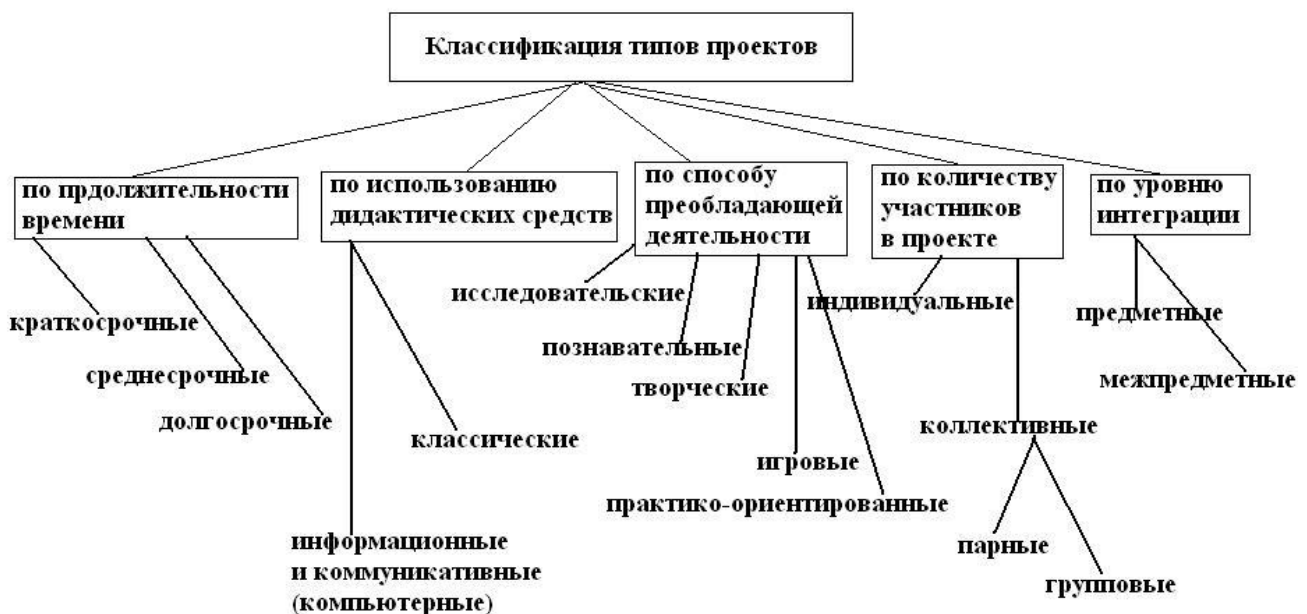 Классификация типов проектов
по прдолжительности
времени
по использованию
дидактических средств
по способу
преобладающей
деятельности
по количеству
участников
в проекте
по уровню
интеграции
краткосрочные
среднесрочные
долгосрочные
информационные
и коммуникативные
(компьютерные)
классические
исследовательские
познавательные
творческие
игровые
практико-ориентированные
индивидуальные
коллективные
парные
групповые
предметные
межпредметные